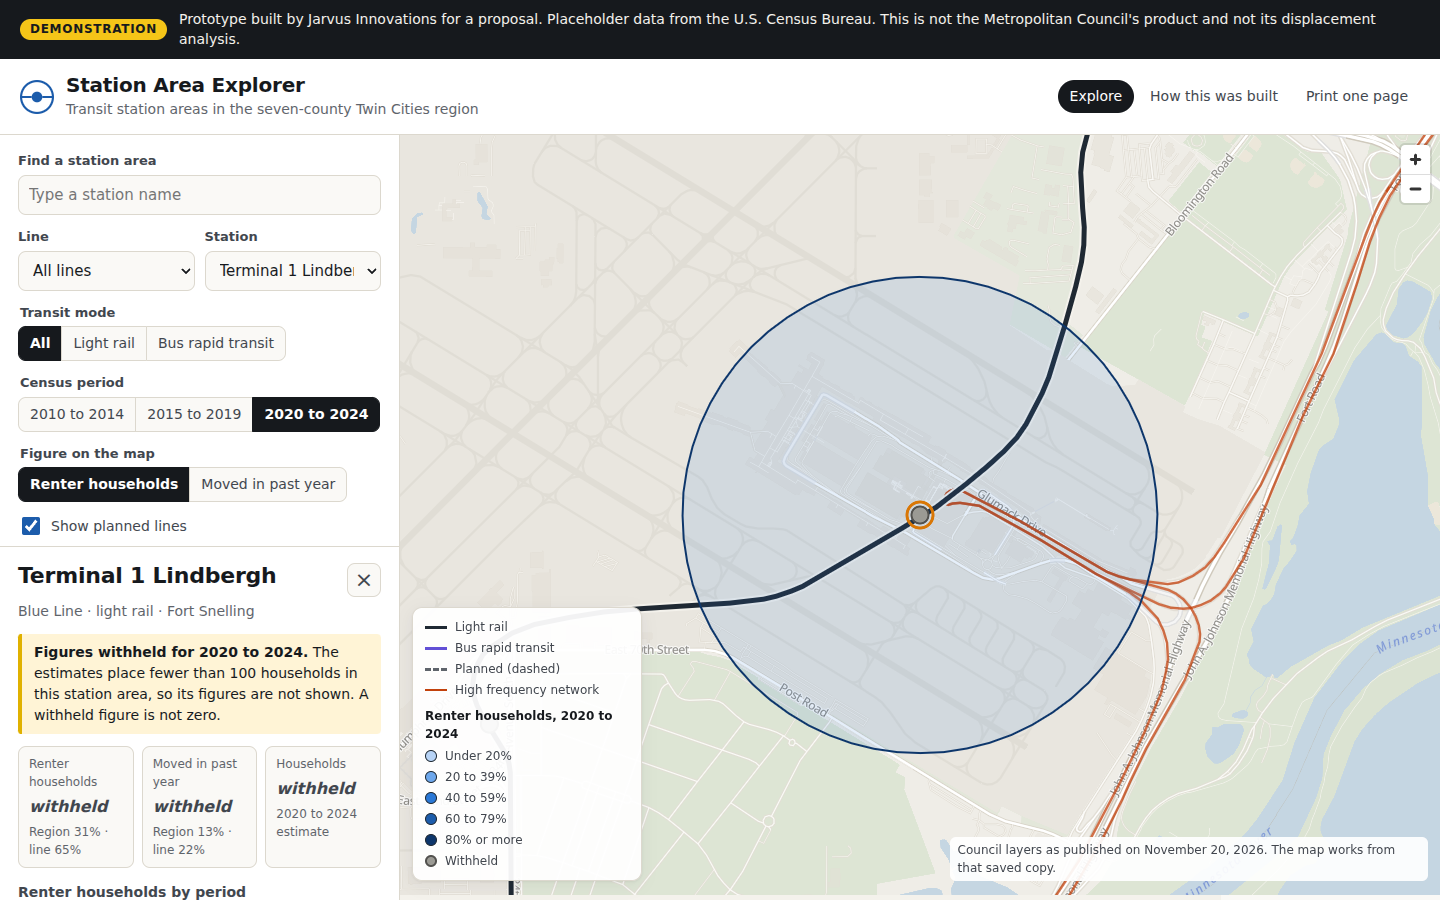 DEMONSTRATION
Prototype built by Jarvus Innovations for a proposal. Placeholder data from the U.S. Census Bureau. This is not the Metropolitan Council's product and not its displacement
analysis.
Station Area Explorer
Transit station areas in the seven-county Twin Cities region
Explore
How this was built
Print one page
Find a station area
Type a station name
Line
Station
All lines
Terminal 1 Lindber
Transit mode
All
Light rail
Bus rapid transit
Census period
2010 to 2014
2015 to 2019
2020 to 2024
Figure on the map
Renter households
Moved in past year
Show planned lines
Terminal 1 Lindbergh
×
Blue Line · light rail · Fort Snelling
Figures withheld for 2020 to 2024. The
estimates place fewer than 100 households in
this station area, so its figures are not shown. A
withheld figure is not zero.
Renter
households
withheld
Region 31% ·
line 65%
Moved in past
year
withheld
Region 13% ·
line 22%
Households
withheld
2020 to 2024
estimate
Renter households by period
Bloomington Road
Fort Road
Glumack Drive
John A. Johnson Memorial Highway
John A. Johnson Memorial Highway
Post Road
th Street
+
−
Light rail
Bus rapid transit
Planned (dashed)
High frequency network
Renter households, 2020 to
2024
Under 20%
20 to 39%
40 to 59%
60 to 79%
80% or more
Withheld
Council layers as published on November 20, 2026. The map works from
that saved copy.